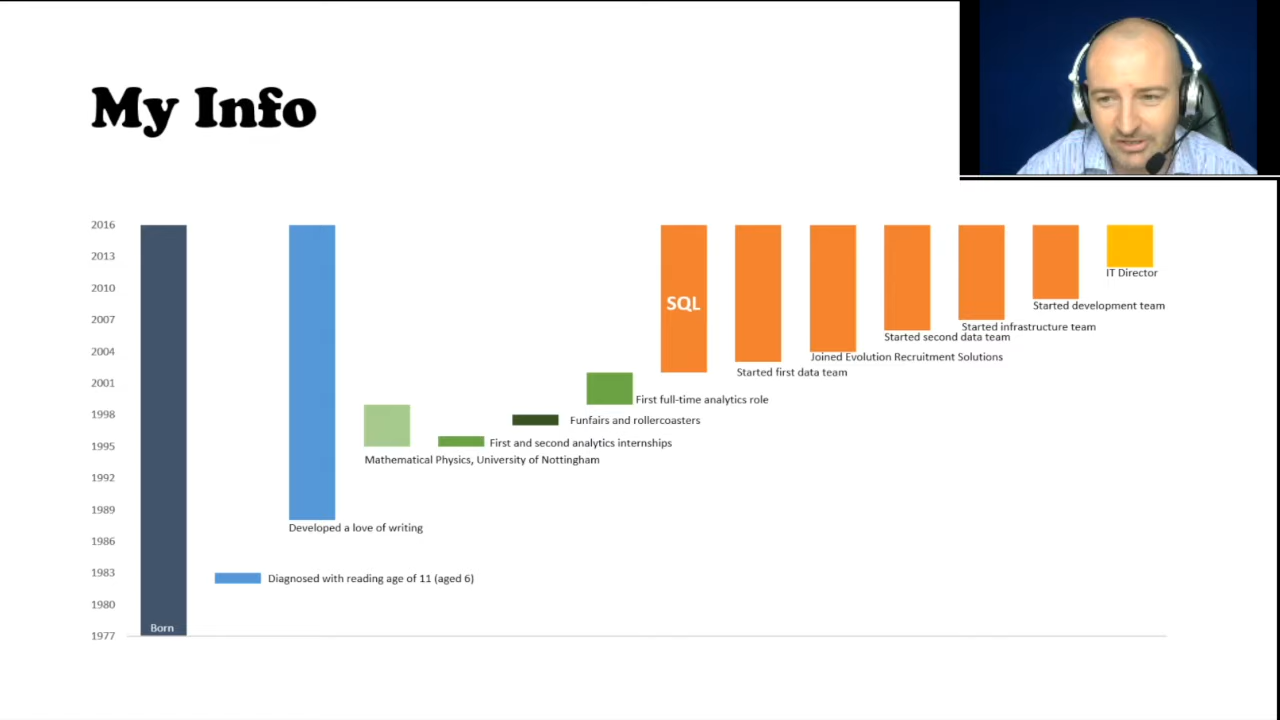 My Info
2016
2013
2010
2007
2004
2001
1998
1995
1992
1989
1986
1983
1980
1977
Born
Diagnosed with reading age of 11 (aged 6)
Developed a love of writing
Mathematical Physics, University of Nottingham
First and second analytics internships
Funfairs and rollercoasters
First full-time analytics role
SQL
Started first data team
Joined Evolution Recruitment Solutions
Started second data team
Started infrastructure team
Started development team
IT Director